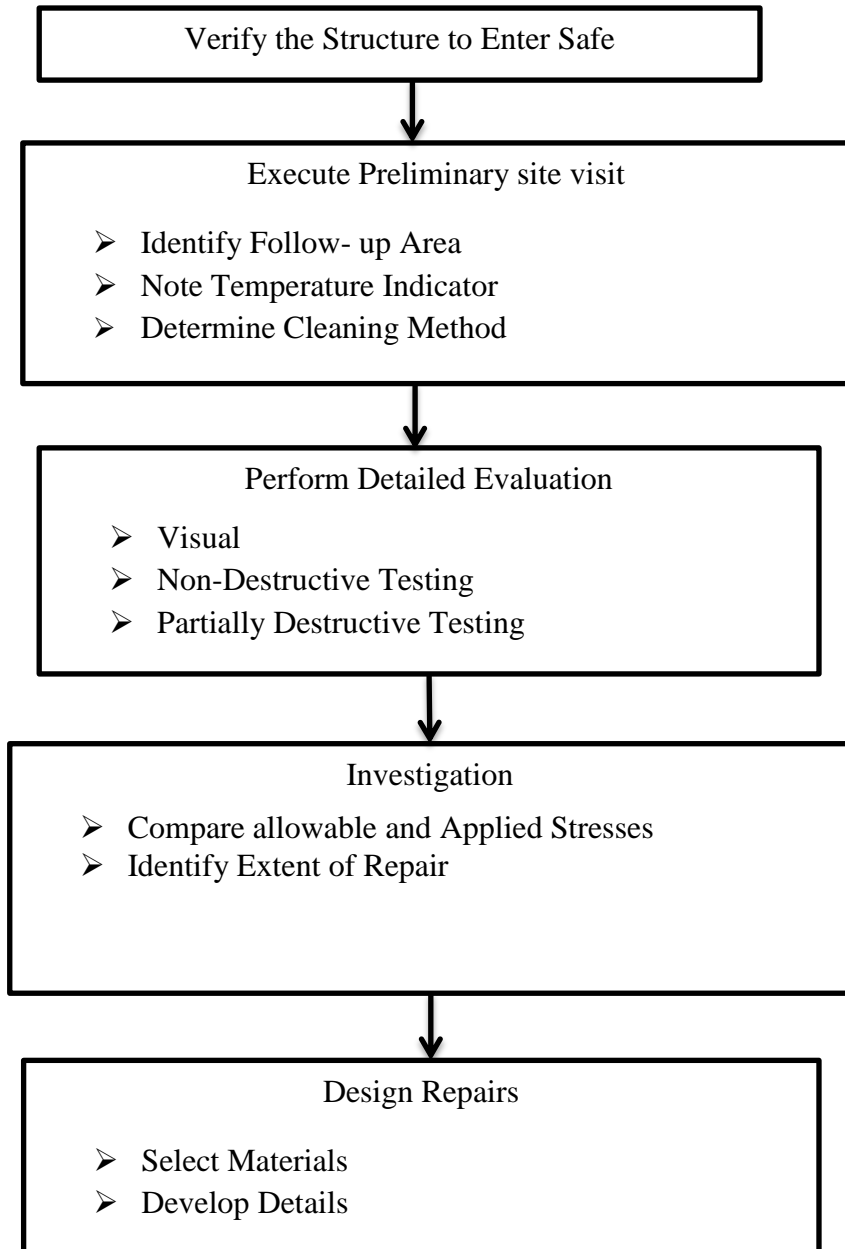 Verify the Structure to Enter Safe
Execute Preliminary site visit
➢ Identify Follow- up Area
➢ Note Temperature Indicator
➢ Determine Cleaning Method
Perform Detailed Evaluation
➢ Visual
➢ Non-Destructive Testing
➢ Partially Destructive Testing
Investigation
➢ Compare allowable and Applied Stresses
➢ Identify Extent of Repair
Design Repairs
➢ Select Materials
➢ Develop Details